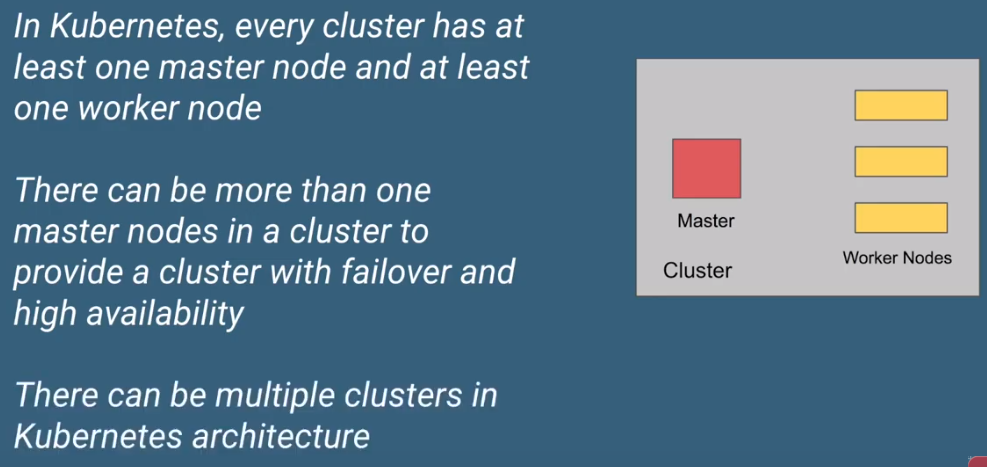 In Kubernetes, every cluster has at
least one master node and at least
one worker node
There can be more than one
master nodes in a cluster to
provide a cluster with failover and
high availability
There can be multiple clusters in
Kubernetes architecture
Master
Cluster
Worker Nodes